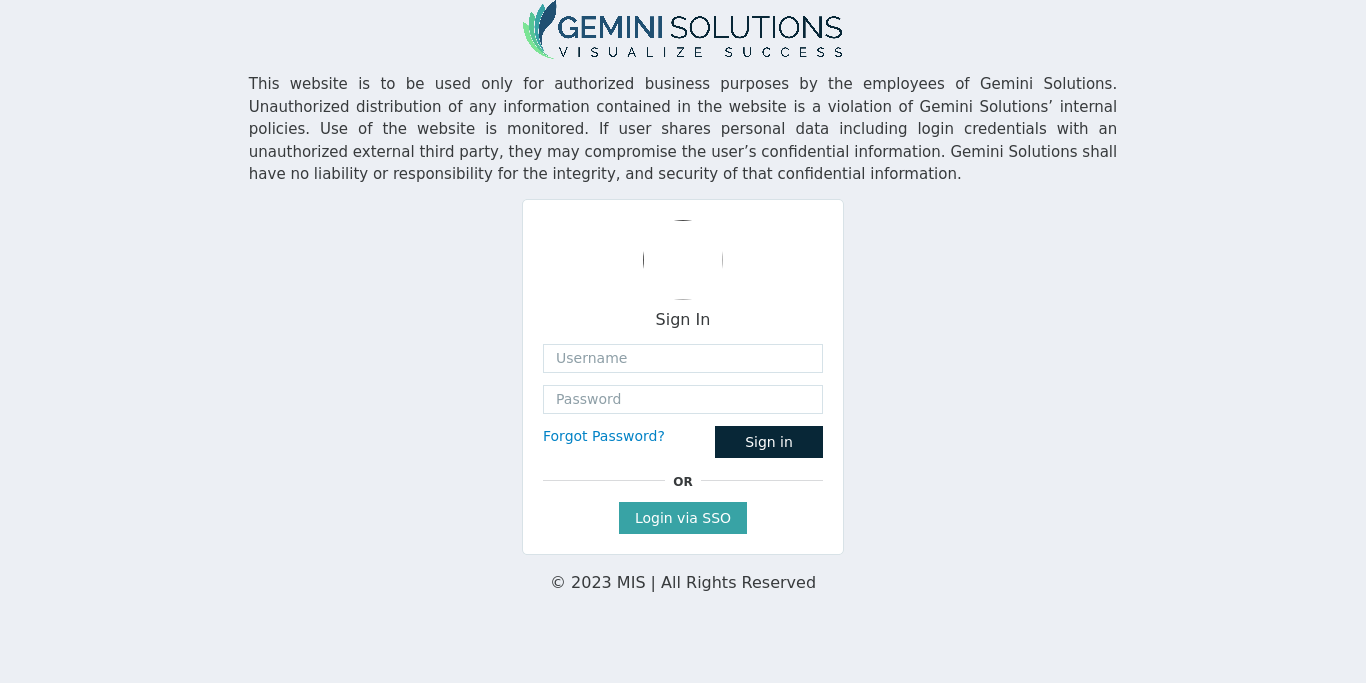 GEMINI SOLUTIONS
VISUALIZE SUCCESS
This website is to be used only for authorized business purposes by the employees of Gemini Solutions.
Unauthorized distribution of any information contained in the website is a violation of Gemini Solutions’ internal
policies. Use of the website is monitored. If user shares personal data including login credentials with an
unauthorized external third party, they may compromise the user’s confidential information. Gemini Solutions shall
have no liability or responsibility for the integrity, and security of that confidential information.
Sign In
Username
Password
Forgot Password? Sign in
OR
Login via SSO
© 2023 MIS | All Rights Reserved